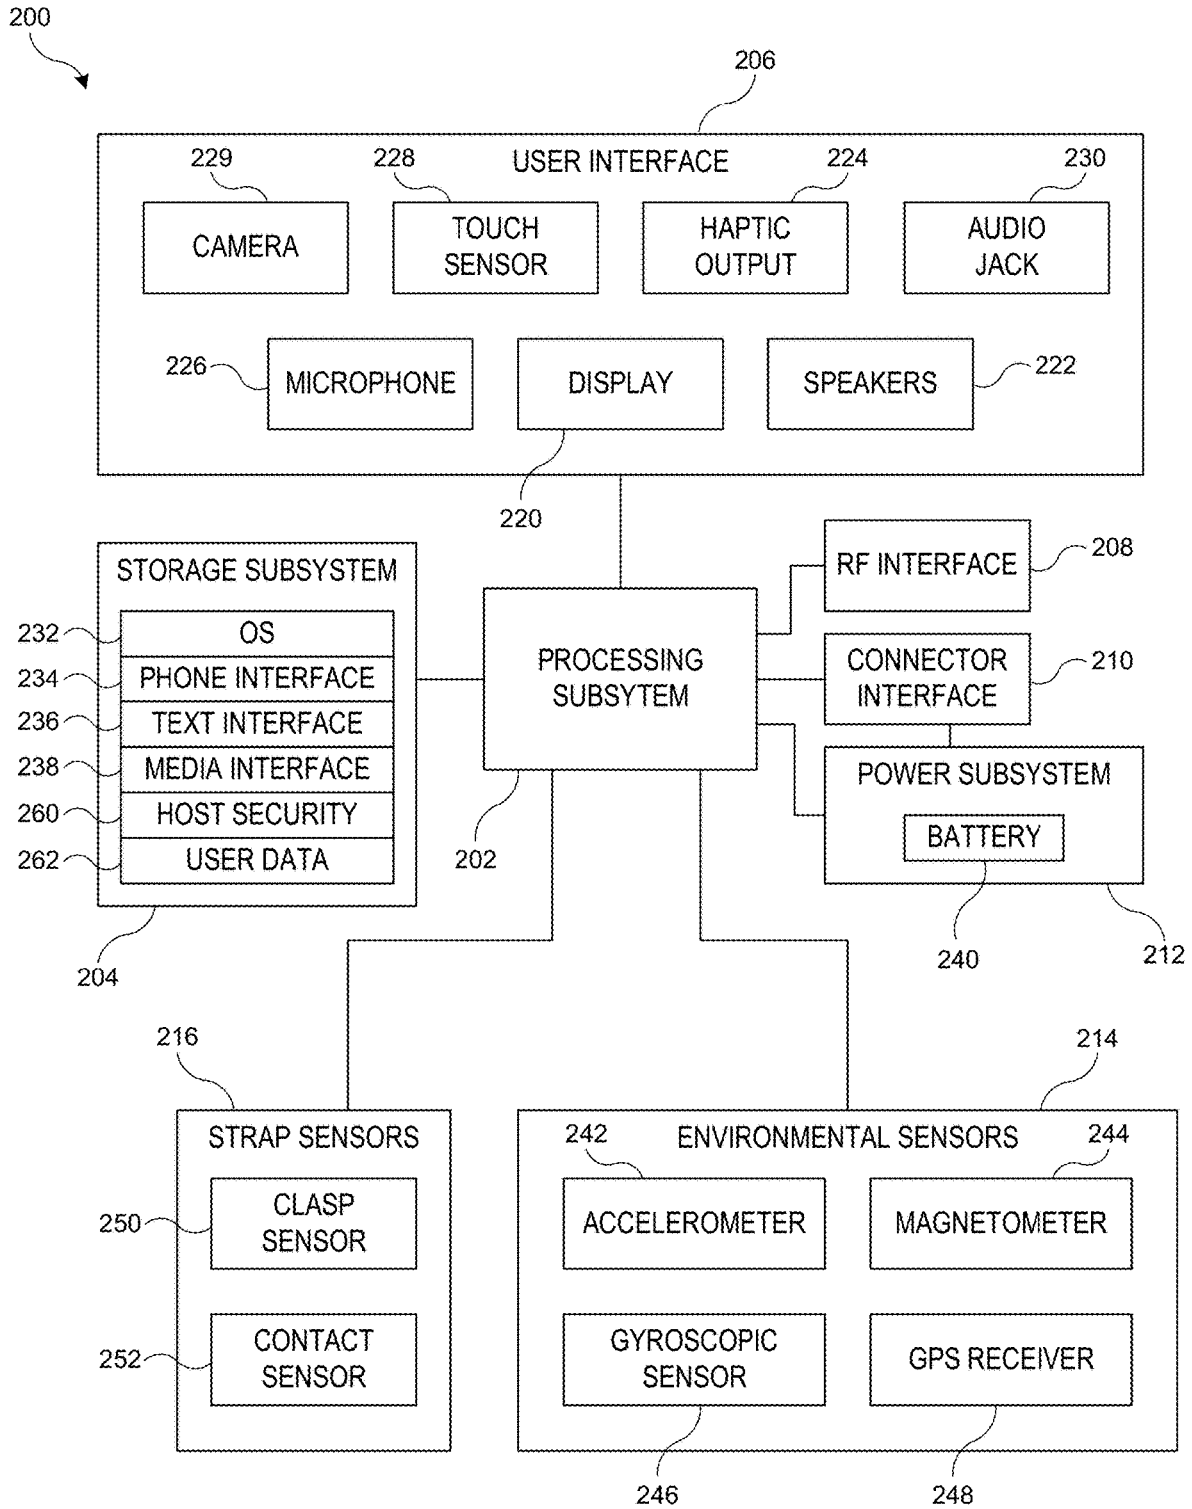 200
206
USER INTERFACE
229
228
224
230
CAMERA
TOUCH
SENSOR
HAPTIC
OUTPUT
AUDIO
JACK
226
MICROPHONE
DISPLAY
SPEAKERS
222
220
STORAGE SUBSYSTEM
232
OS
234
PHONE INTERFACE
236
TEXT INTERFACE
238
MEDIA INTERFACE
260
HOST SECURITY
262
USER DATA
204
PROCESSING
SUBSYTEM
202
RF INTERFACE
208
CONNECTOR
INTERFACE
210
POWER SUBSYSTEM
BATTERY
240
212
216
STRAP SENSORS
250
CLASP
SENSOR
252
CONTACT
SENSOR
214
ENVIRONMENTAL SENSORS
242
244
ACCELEROMETER
MAGNETOMETER
GYROSCOPIC
SENSOR
GPS RECEIVER
246
248